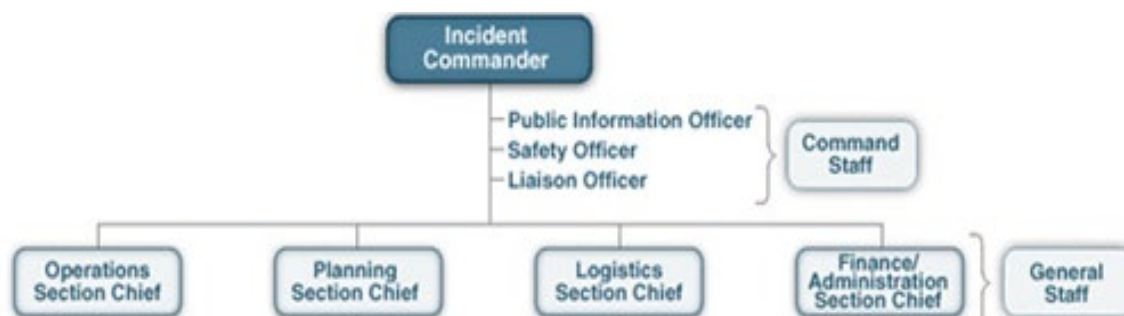 Incident
Commander
Public Information Officer
Safety Officer
Liaison Officer
Command
Staff
Operations
Section Chief
Planning
Section Chief
Logistics
Section Chief
Finance/
Administration
Section Chief
General
Staff